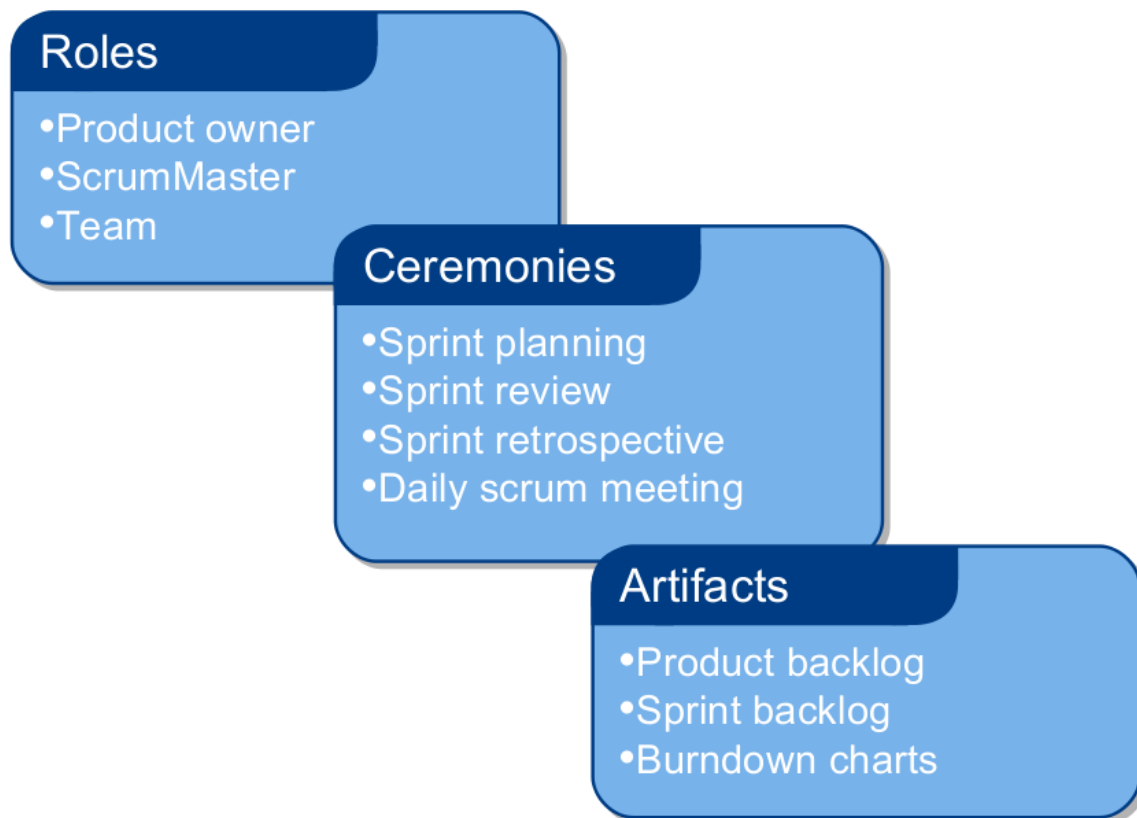 Roles
•Product owner
•ScrumMaster
•Team
Ceremonies
•Sprint planning
•Sprint review
•Sprint retrospective
•Daily scrum meeting
Artifacts
•Product backlog
•Sprint backlog
•Burndown charts